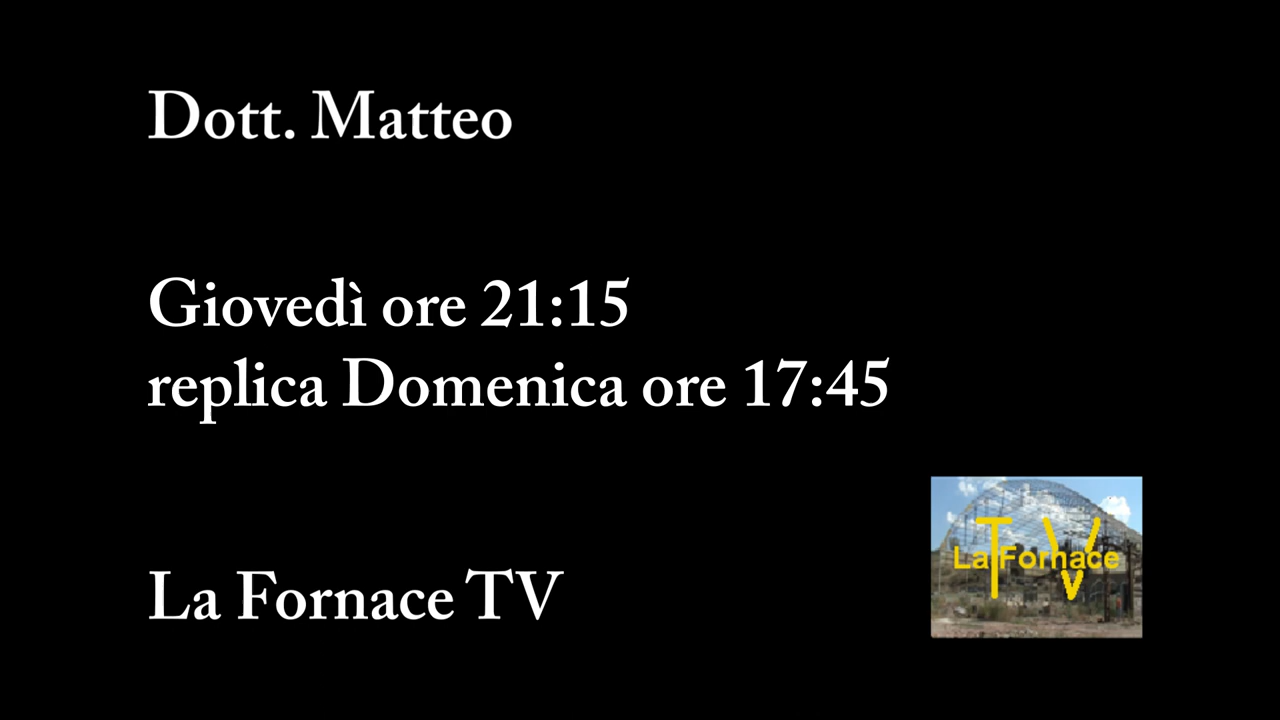 Dott. Matteo
Giovedì ore 21:15
replica Domenica ore 17:45
La Fornace TV
TV
La Fornace